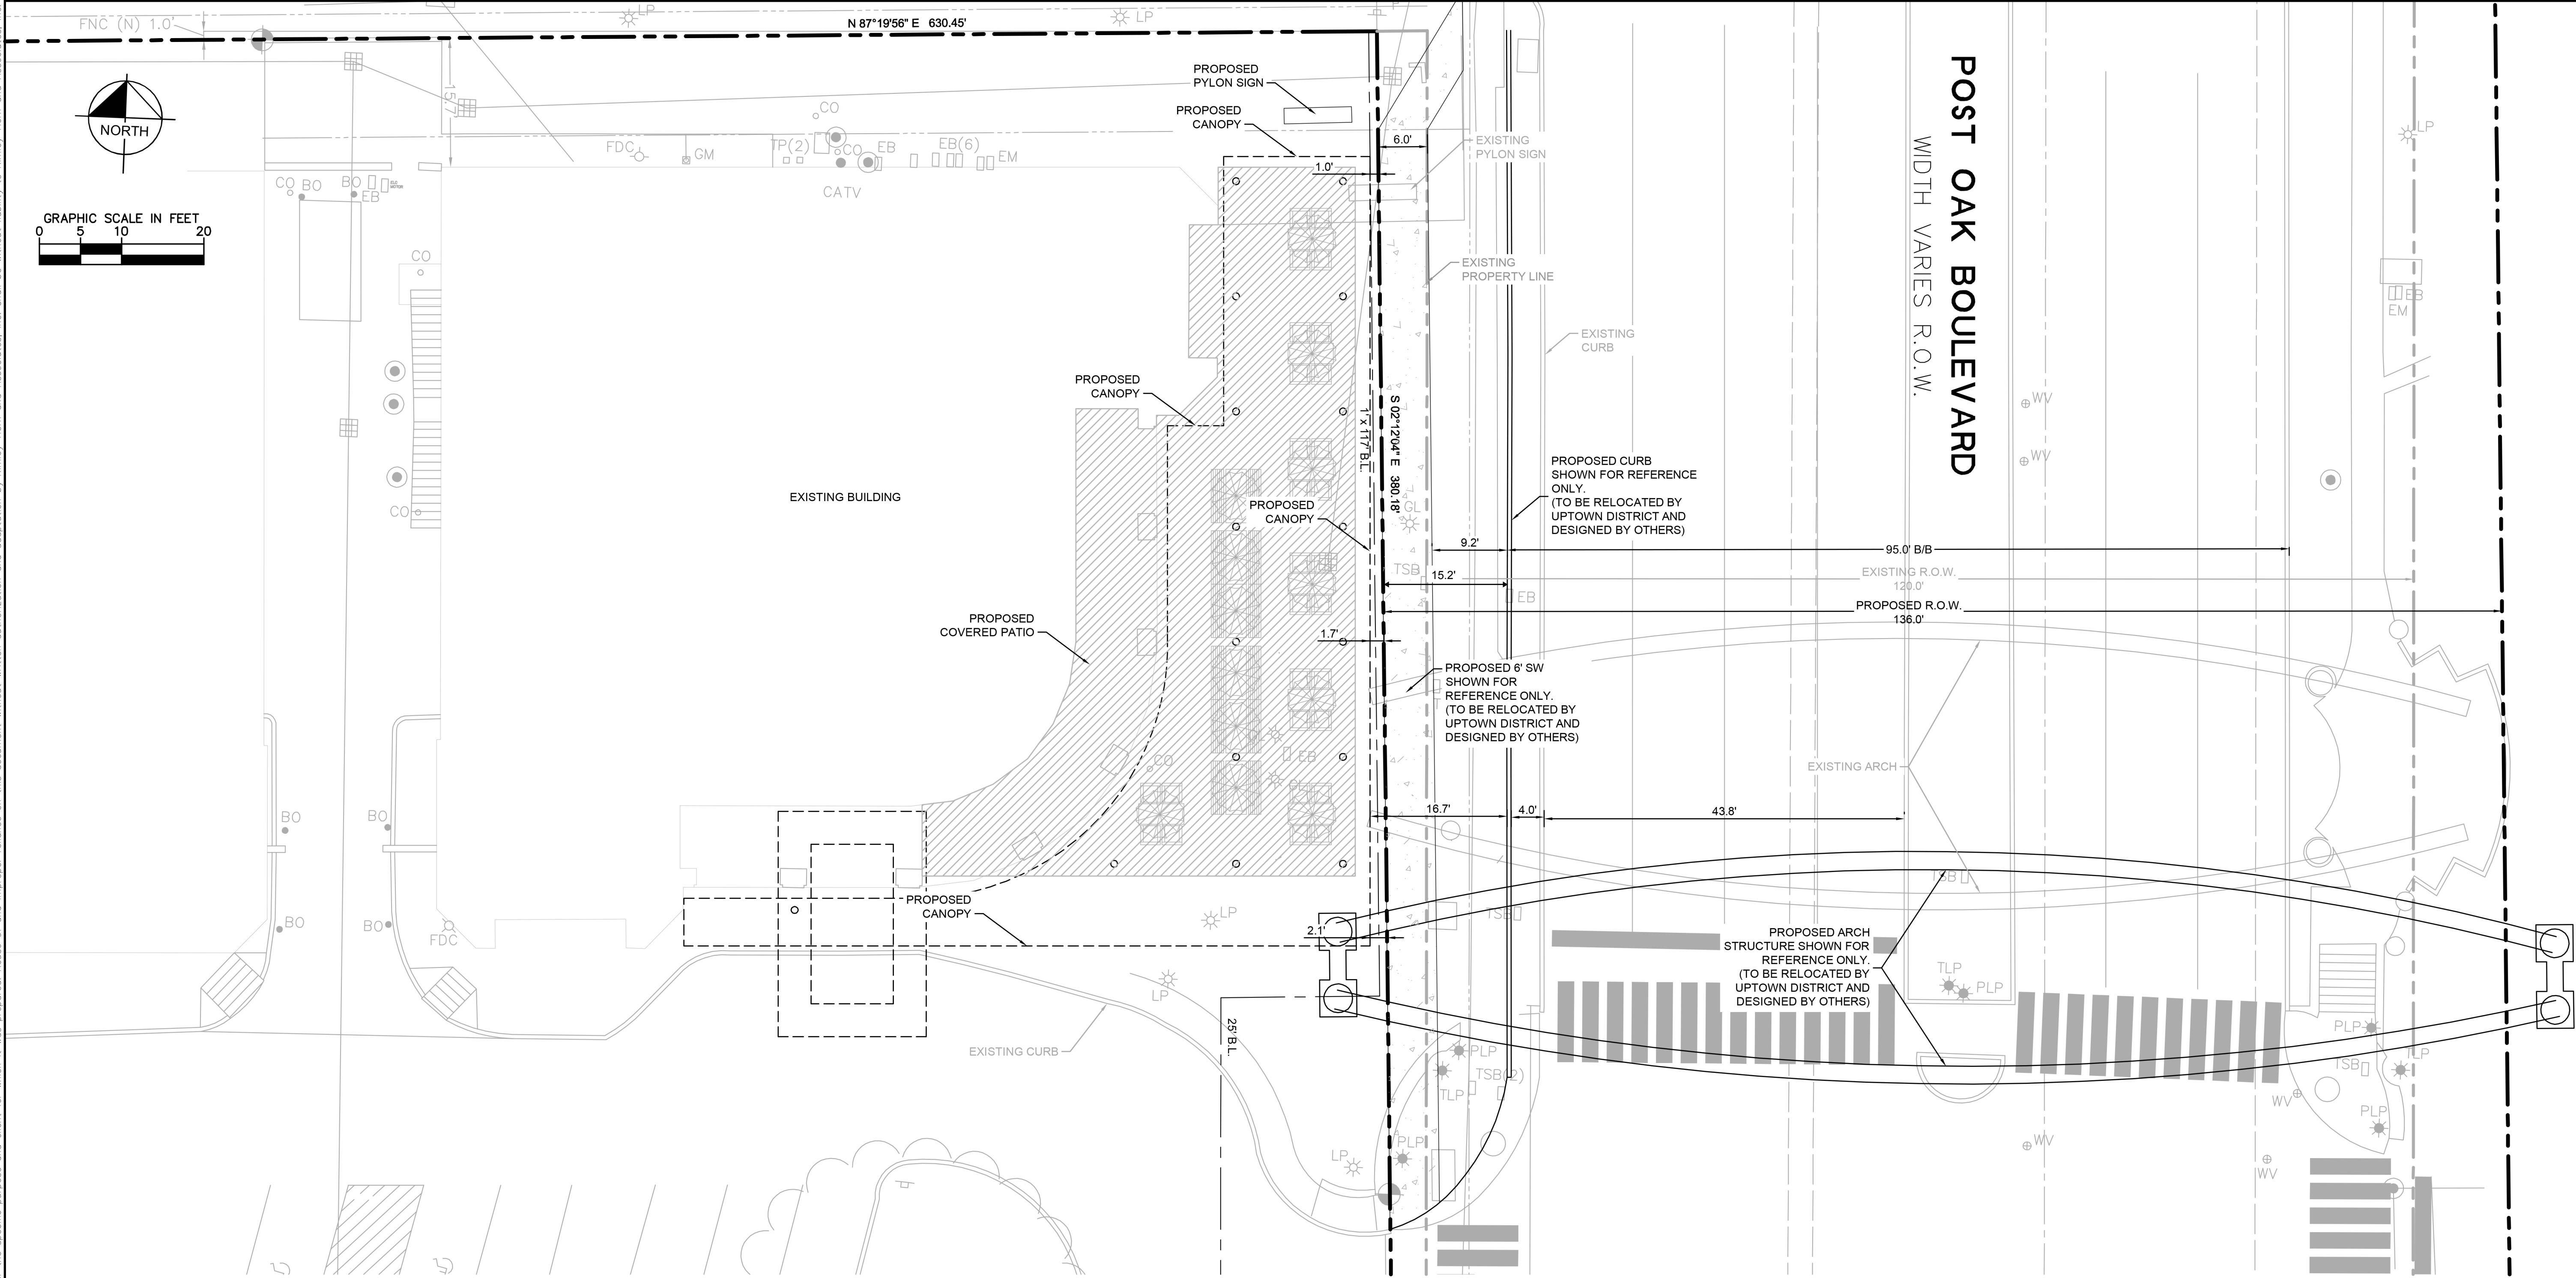 FNC (N) 1.0'
LP
N 87°19'56" E   630.45'
LP
NORTH
15.7'
GRAPHIC SCALE IN FEET
0 5 10 20
PROPOSED
PYLON SIGN
PROPOSED
CANOPY
CO
FDC
GM
TP(2)
CO
EB
EB(6)
EM
CATV
CO
BO
BO
EB
CO
CO
6.0'
1.0'
EXISTING
PYLON SIGN
EXISTING
PROPERTY LINE
EXISTING
CURB
POST OAK BOULEVARD
WIDTH VARIES R.O.W.
LP
EB
EM
WV
WV
PROPOSED
CANOPY
EXISTING BUILDING
PROPOSED
CANOPY
1' x 117' B.L.
S 02°12'04" E   380.18'
GL
PROPOSED CURB
SHOWN FOR REFERENCE
ONLY.
(TO BE RELOCATED BY
UPTOWN DISTRICT AND
DESIGNED BY OTHERS)
9.2'
95.0' B/B
TSB
15.2'
EXISTING R.O.W.
120.0'
EB
PROPOSED R.O.W.
136.0'
PROPOSED
COVERED PATIO
1.7'
PROPOSED 6' SW
SHOWN FOR
REFERENCE ONLY.
(TO BE RELOCATED BY
UPTOWN DISTRICT AND
DESIGNED BY OTHERS)
EB
CO
EXISTING ARCH
16.7'
4.0'
43.8'
BO
BO
BO
BO
FDC
PROPOSED
CANOPY
LP
2.1'
TSB
TSB
PROPOSED ARCH
STRUCTURE SHOWN FOR
REFERENCE ONLY.
(TO BE RELOCATED BY
UPTOWN DISTRICT AND
DESIGNED BY OTHERS)
TLP
PLP
LP
25' B.L.
EXISTING CURB
PLP
TSB(2)
TLP
PLP
LP
PLP
TSB
WV
PLP
WV
WV